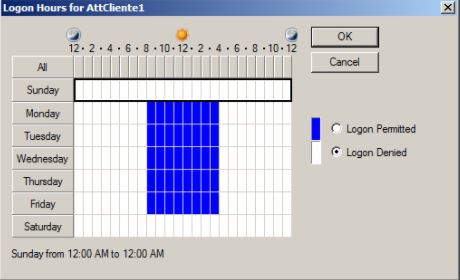 Logon Hours for AttCliente1
OK
Cancel
12 · 2 · 4 · 6 · 8 · 10 · 12 · 2 · 4 · 6 · 8 · 10 · 12
All
Sunday
Monday
Tuesday
Wednesday
Thursday
Friday
Saturday
Logon Permitted
Logon Denied
Sunday from 12:00 AM to 12:00 AM